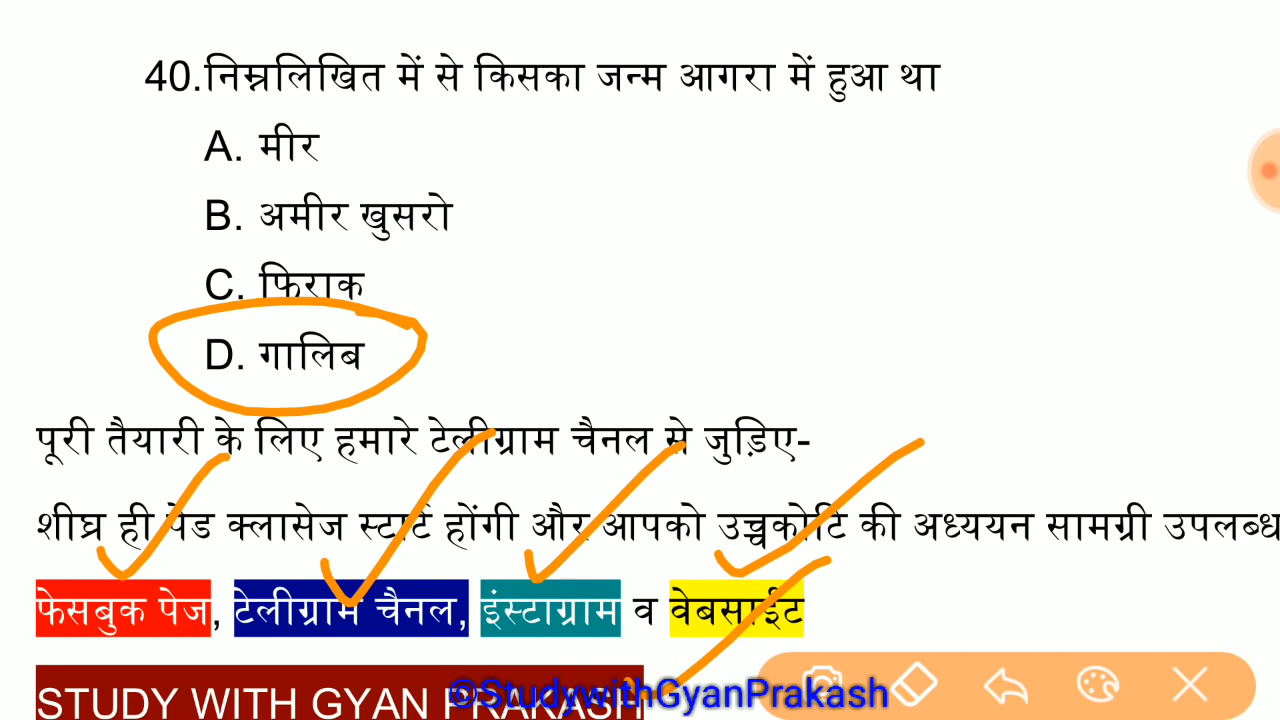 40.निम्नलिखित में से किसका जन्म आगरा में हुआ था
A. मीर
B. अमीर खुसरो
C. फिराक
D. गालिब
पूरी तैयारी के लिए हमारे टेलीग्राम चैनल से जुड़िए-
शीघ्र ही पेड क्लासेज स्टार्ट होंगी और आपको उच्चकोटि की अध्ययन सामग्री उपलब्ध
फेसबुक पेज, टेलीग्राम चैनल, इंस्टाग्राम व वेबसाईट
STUDY WITH GYAN PRAKASH
@StudywithGyanPrakash